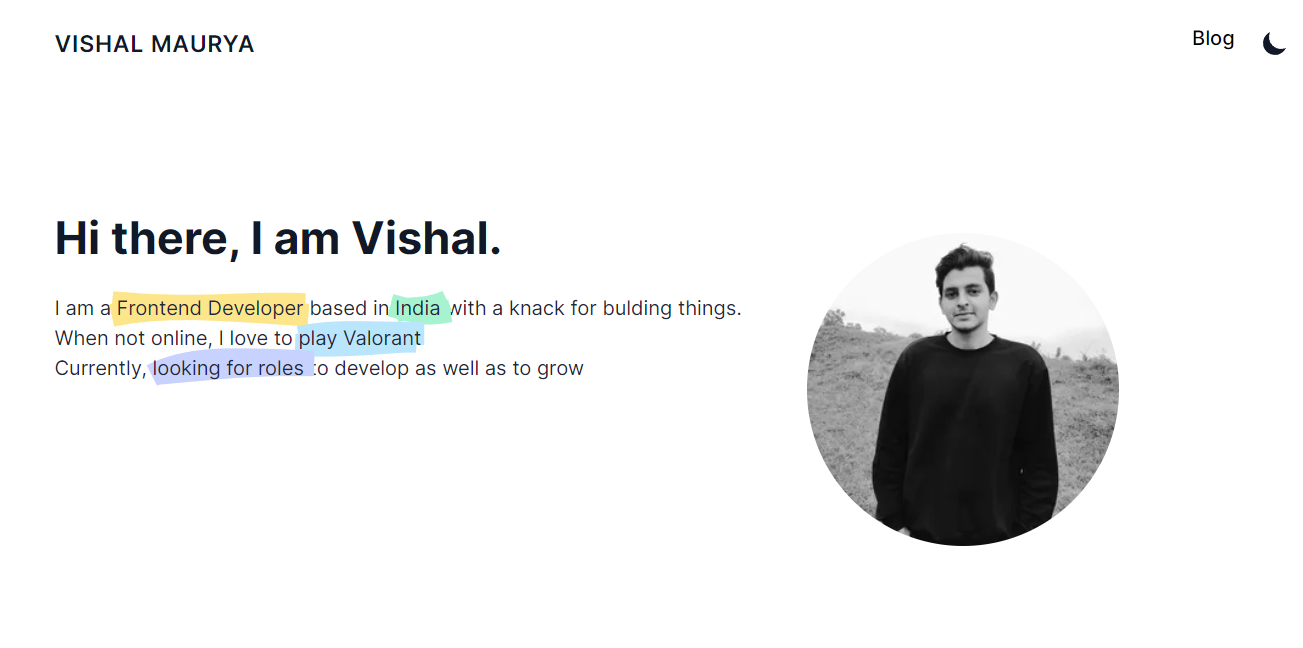 VISHAL MAURYA
Blog
Hi there, I am Vishal.
I am a Frontend Developer based in India with a knack for bulding things.
When not online, I love to play Valorant
Currently, looking for roles to develop as well as to grow